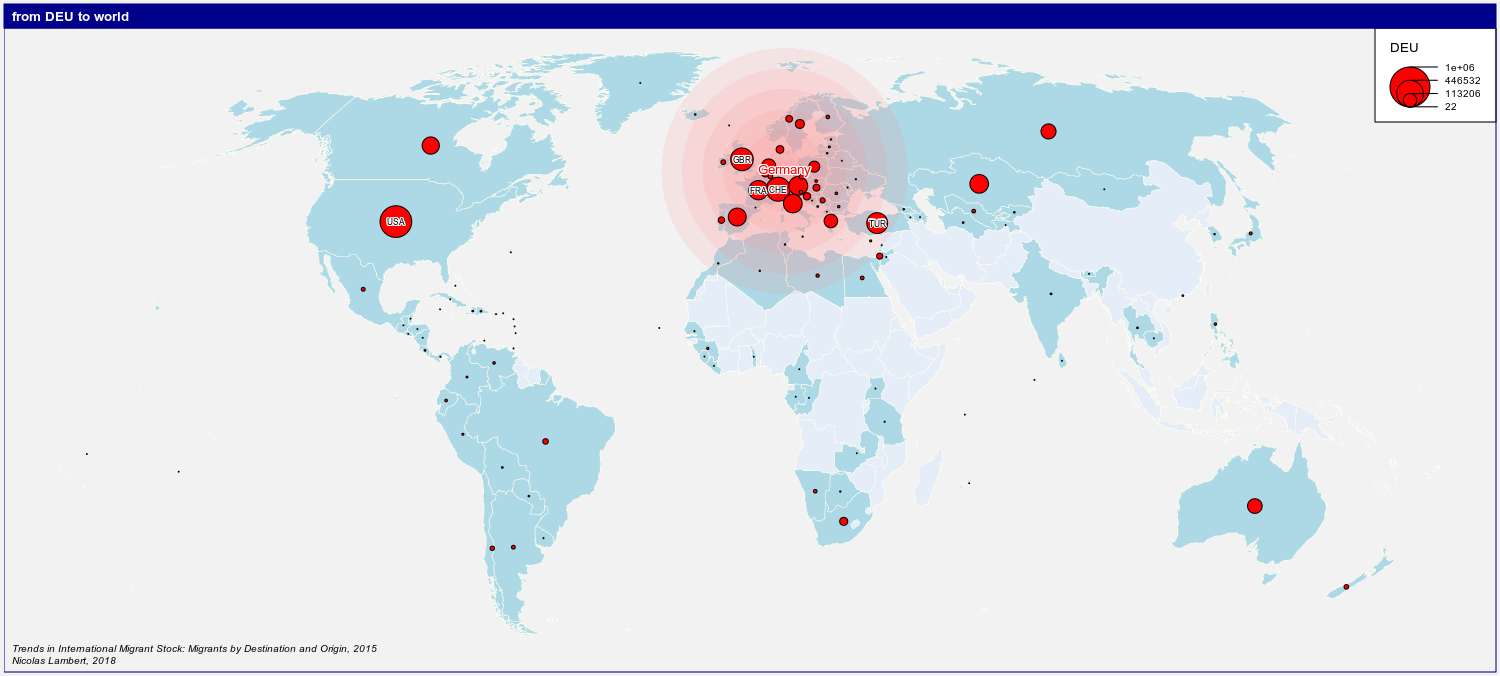 from DEU to world
DEU
1e+06
446532
113206
22
GBR
Germany
FRA
CHE
USA
TUR
Trends in International Migrant Stock: Migrants by Destination and Origin, 2015
Nicolas Lambert, 2018